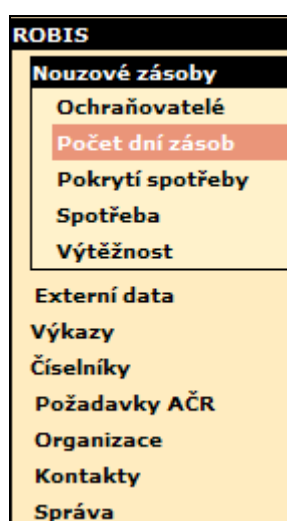 ROBIS
Nouzové zásoby
Ochraňovatelé
Počet dní zásob
Pokrytí spotřeby
Spotřeba
Výtěžnost
Externí data
Výkazy
Číselníky
Požadavky AČR
Organizace
Kontakty
Správa